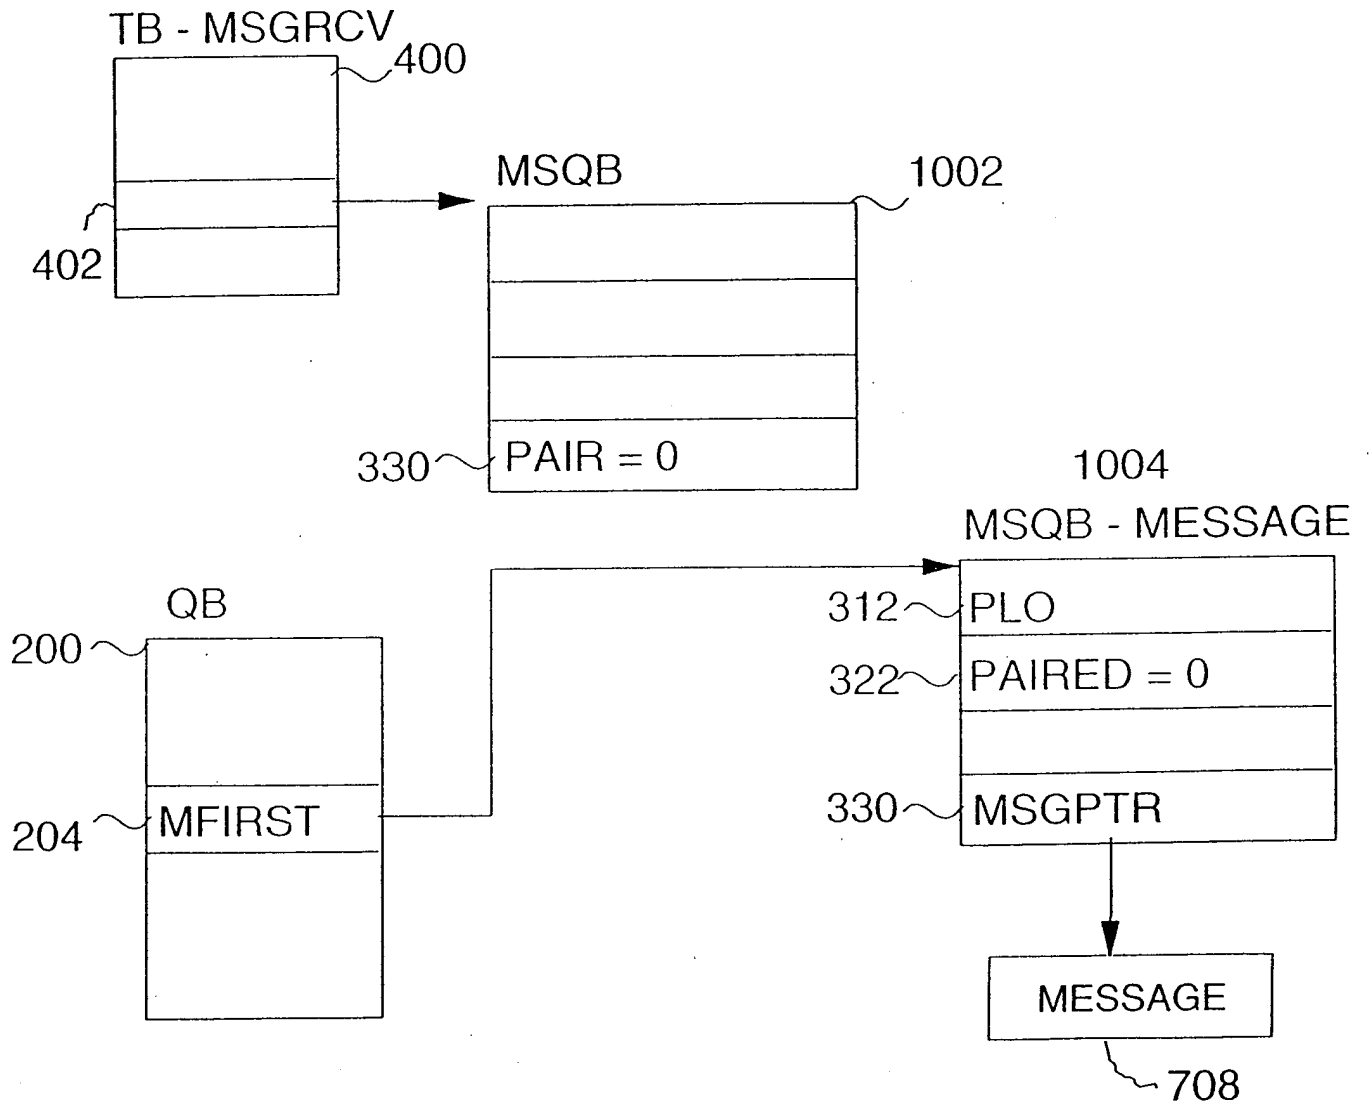 TB - MSGRCV
400
402
MSQB
1002
330
PAIR = 0
1004
MSQB - MESSAGE
312
PLO
322
PAIRED = 0
330
MSGPTR
QB
200
204
MFIRST
MESSAGE
708